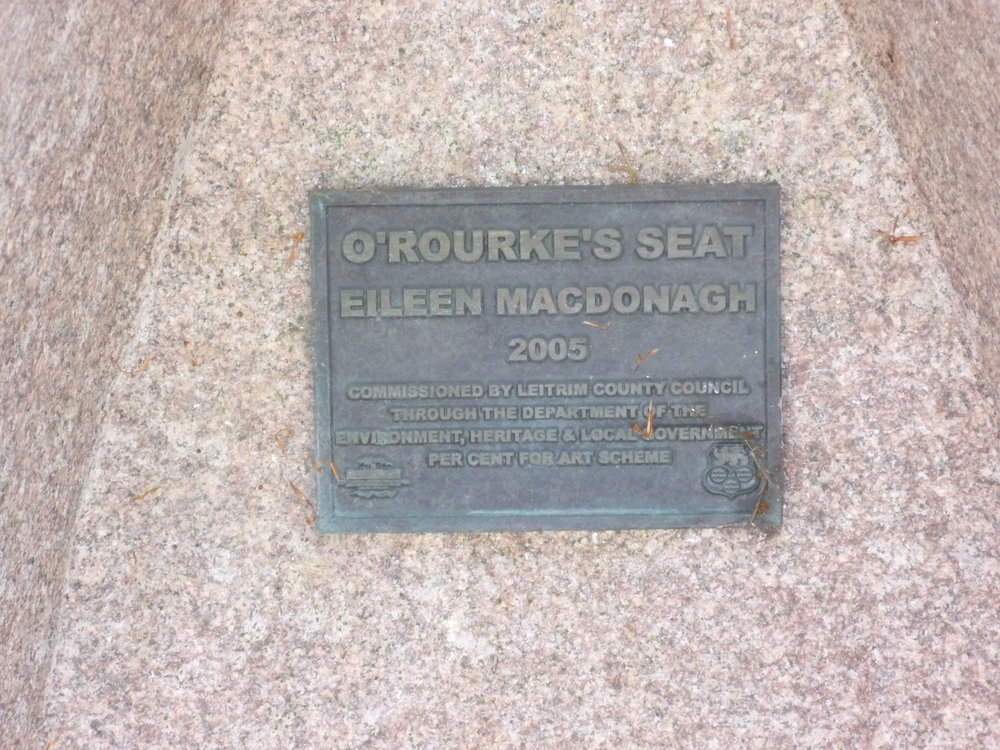 O'ROURKE'S SEAT
EILEEN MACDONAGH
2005
COMMISSIONED BY LEITRIM COUNTY COUNCIL
THROUGH THE DEPARTMENT OF THE
ENVIRONMENT, HERITAGE & LOCAL GOVERNMENT
PER CENT FOR ART SCHEME